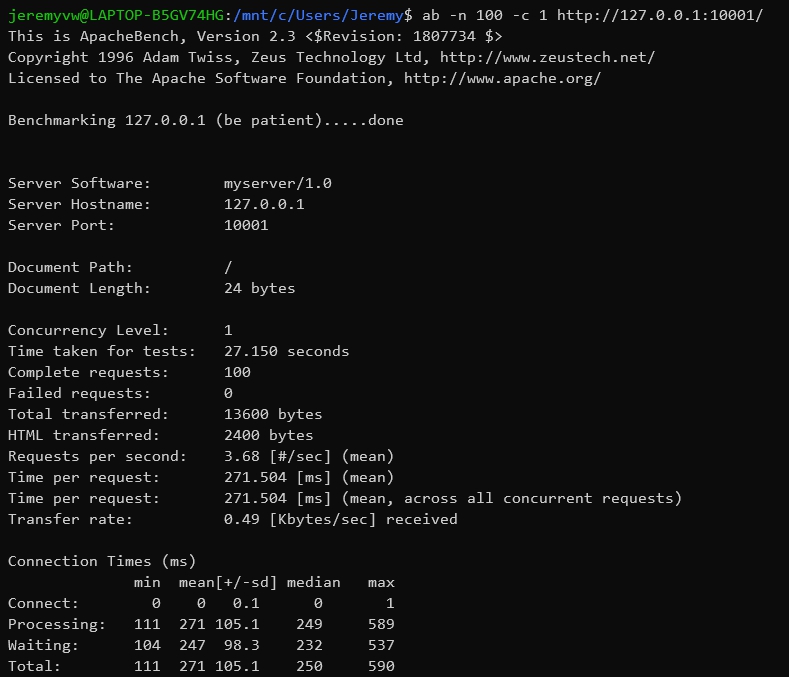 jeremyvw@LAPTOP-B5GV74HG:/mnt/c/Users/Jeremy$ ab -n 100 -c 1 http://127.0.0.1:10001/
This is ApacheBench, Version 2.3 <$Revision: 1807734 $>
Copyright 1996 Adam Twiss, Zeus Technology Ltd, http://www.zeustech.net/
Licensed to The Apache Software Foundation, http://www.apache.org/
Benchmarking 127.0.0.1 (be patient).....done
Server Software: myserver/1.0
Server Hostname: 127.0.0.1
Server Port: 10001
Document Path: /
Document Length: 24 bytes
Concurrency Level: 1
Time taken for tests: 27.150 seconds
Complete requests: 100
Failed requests: 0
Total transferred: 13600 bytes
HTML transferred: 2400 bytes
Requests per second: 3.68 [#/sec] (mean)
Time per request: 271.504 [ms] (mean)
Time per request: 271.504 [ms] (mean, across all concurrent requests)
Transfer rate: 0.49 [Kbytes/sec] received
Connection Times (ms)
min mean[+/-sd] median max
Connect: 0 0 0.1 0 1
Processing: 111 271 105.1 249 589
Waiting: 104 247 98.3 232 537
Total: 111 271 105.1 250 590